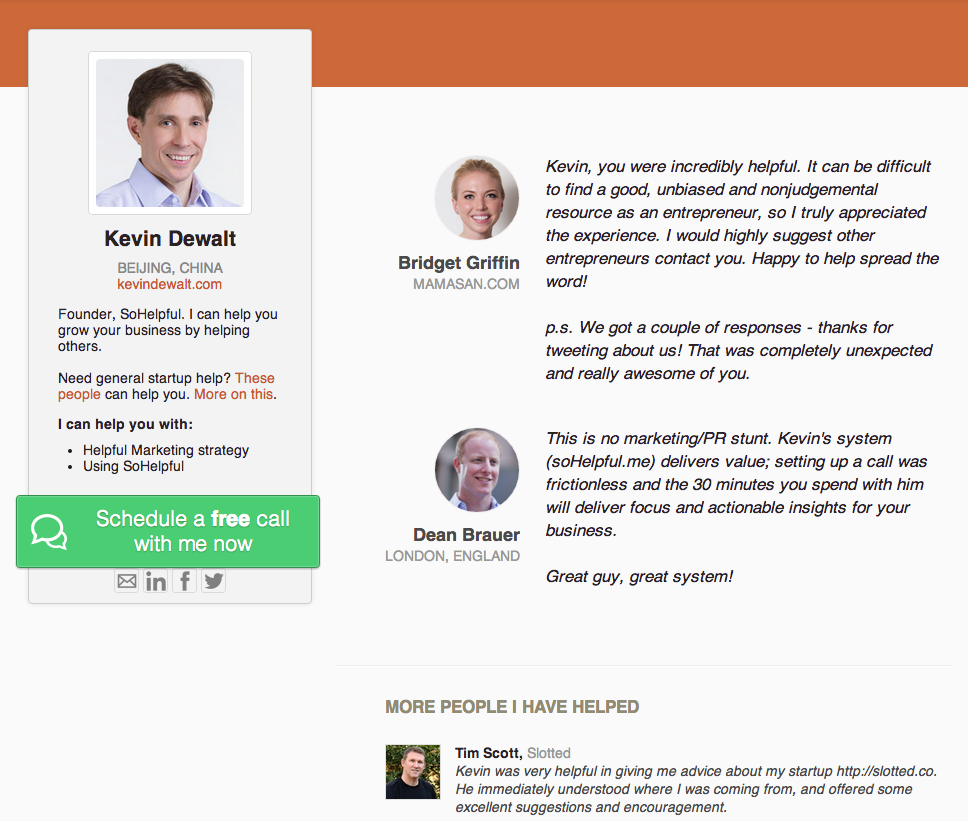 Kevin Dewalt
BEIJING, CHINA
kevindewalt.com
Founder, SoHelpful. I can help you
grow your business by helping
others.
Need general startup help? These
people can help you. More on this.
I can help you with:
• Helpful Marketing strategy
• Using SoHelpful
Schedule a free call
with me now
in f
Bridget Griffin
MAMASAN.COM
Kevin, you were incredibly helpful. It can be difficult
to find a good, unbiased and nonjudgemental
resource as an entrepreneur, so I truly appreciated
the experience. I would highly suggest other
entrepreneurs contact you. Happy to help spread the
word!
p.s. We got a couple of responses - thanks for
tweeting about us! That was completely unexpected
and really awesome of you.
Dean Brauer
LONDON, ENGLAND
This is no marketing/PR stunt. Kevin's system
(soHelpful.me) delivers value; setting up a call was
frictionless and the 30 minutes you spend with him
will deliver focus and actionable insights for your
business.
Great guy, great system!
MORE PEOPLE I HAVE HELPED
Tim Scott, Slotted
Kevin was very helpful in giving me advice about my startup http://slotted.co.
He immediately understood where I was coming from, and offered some
excellent suggestions and encouragement.